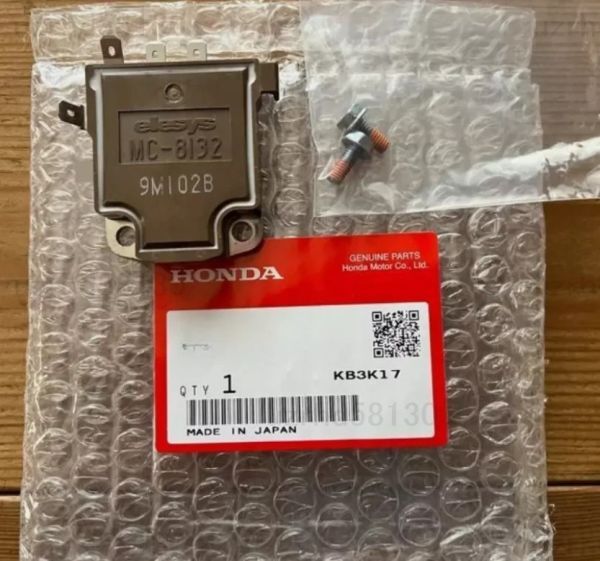 elesys
MC-8132
9M102B
HONDA
GENUINE PARTS
Honda Motor Co., Ltd.
KB3K17
QTY 1
MADE IN JAPAN